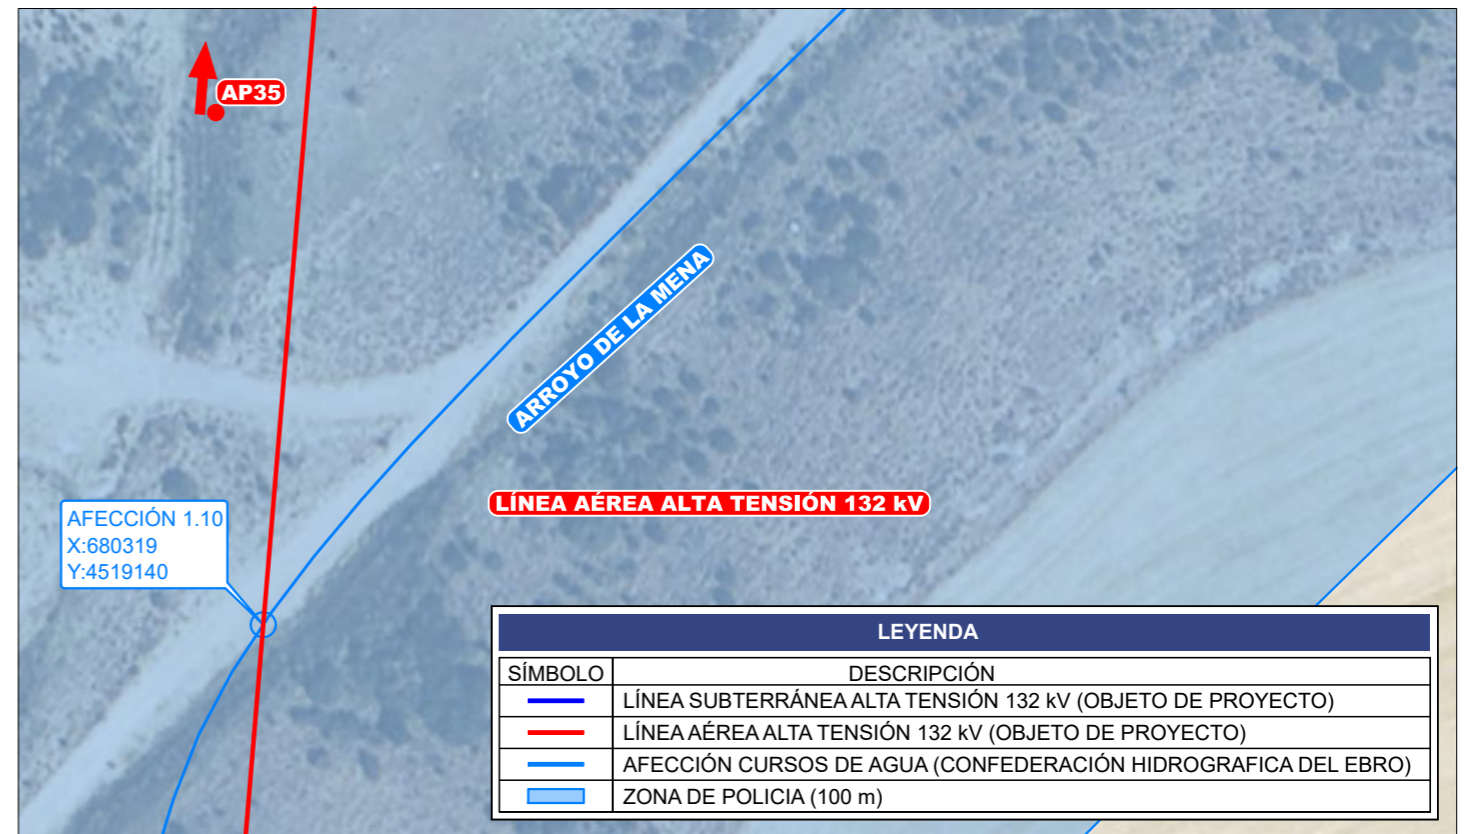 AP35
ARROYO DE LA MENA
LÍNEA AÉREA ALTA TENSIÓN 132 kV
AFECCIÓN 1.10
X:680319
Y:4519140
LEYENDA
SÍMBOLO DESCRIPCIÓN
LÍNEA SUBTERRÁNEA ALTA TENSIÓN 132 kV (OBJETO DE PROYECTO)
LÍNEA AÉREA ALTA TENSIÓN 132 kV (OBJETO DE PROYECTO)
AFECCIÓN CURSOS DE AGUA (CONFEDERACIÓN HIDROGRAFICA DEL EBRO)
ZONA DE POLICIA (100 m)